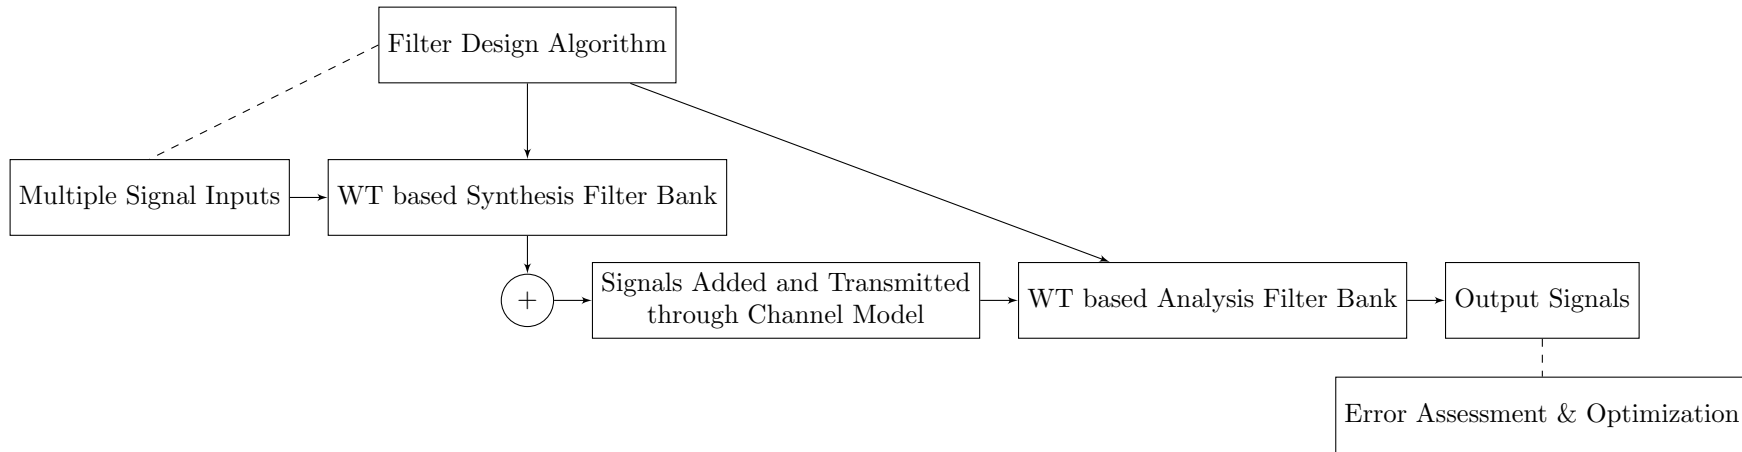 Filter Design Algorithm
Multiple Signal Inputs
WT based Synthesis Filter Bank
+
Signals Added and Transmitted
through Channel Model
WT based Analysis Filter Bank
Output Signals
Error Assessment & Optimization